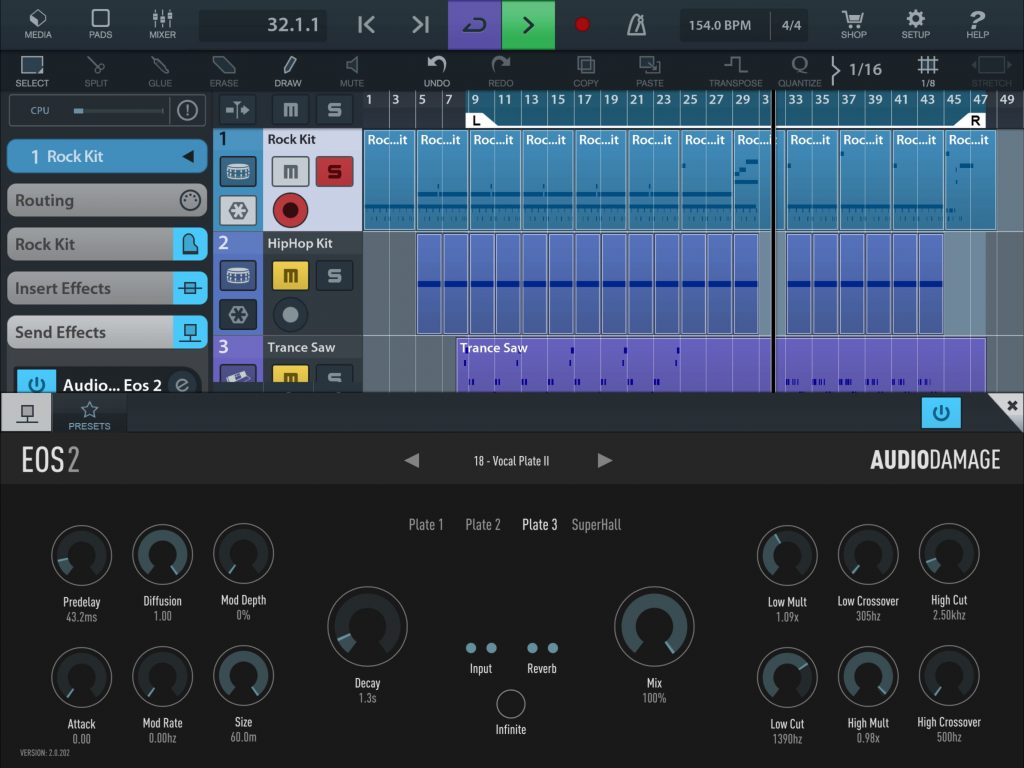 32.1.1
154.0 BPM
4/4
MEDIA
PADS
MIXER
SHOP
SETUP
?
HELP
SELECT
SPLIT
GLUE
ERASE
DRAW
MUTE
UNDO
REDO
COPY
PASTE
TRANSPOSE
Q
QUANTIZE
1/16
1/8
STRETCH
CPU
!
M
S
1 3 5 7 9 11 13 15 17 19 21 23 25 27 29 3 33 35 37 39 41 43 45 47 49
L
R
1 Rock Kit
Routing
Rock Kit
Insert Effects
Send Effects
Audio... Eos 2
e
1
Rock Kit
M
S
Roc...it Roc...it Roc...it Roc...it Roc...it Roc...it Roc...it Roc...it Roc...it Roc...it Roc...it Roc...it
2
HipHop Kit
M
S
3
Trance Saw
M
S
Trance Saw
PRESETS
EOS2
18 - Vocal Plate II
AUDIODAMAGE
Plate 1 Plate 2 Plate 3 SuperHall
Predelay
43.2ms
Diffusion
1.00
Mod Depth
0%
Attack
0.00
Mod Rate
0.00hz
Size
60.0m
Decay
1.3s
Input
Reverb
Infinite
Mix
100%
Low Mult
1.09x
Low Crossover
305hz
High Cut
2.50khz
Low Cut
1390hz
High Mult
0.98x
High Crossover
500hz
VERSION: 2.0.202